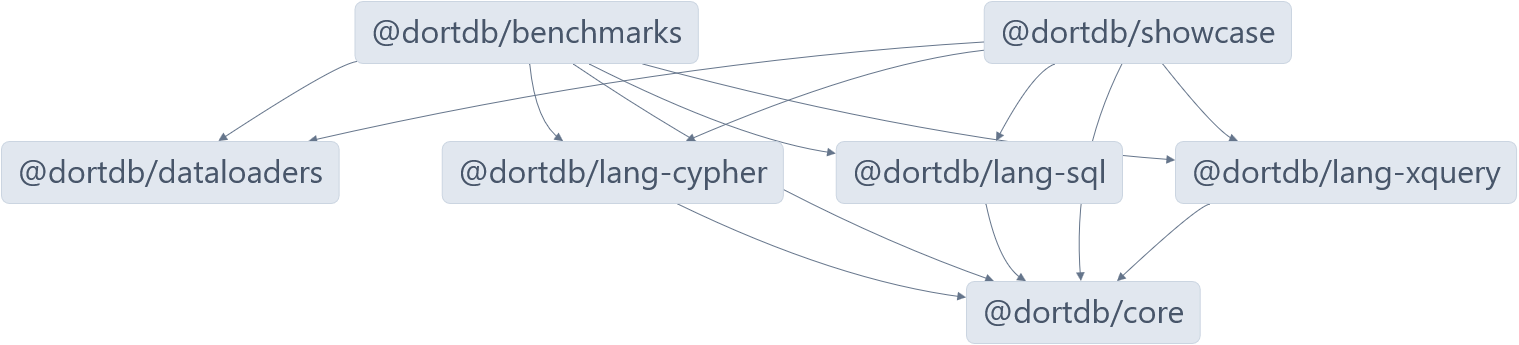 @dortdb/benchmarks
@dortdb/showcase
@dortdb/dataloaders
@dortdb/lang-cypher
@dortdb/lang-sql
@dortdb/lang-xquery
@dortdb/core